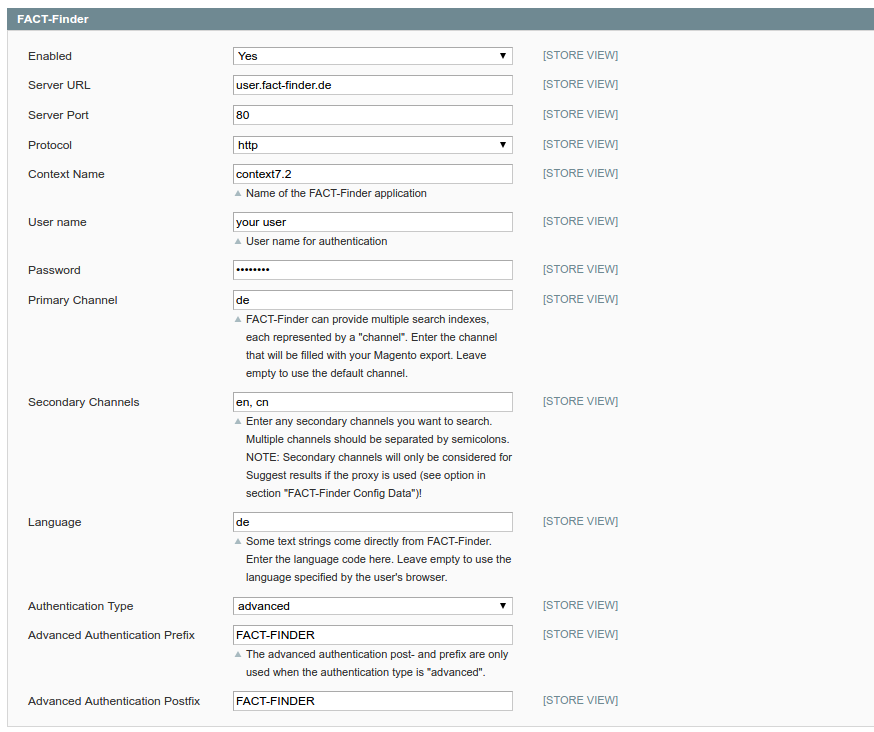 FACT-Finder
Enabled Yes [STORE VIEW]
Server URL user.fact-finder.de [STORE VIEW]
Server Port 80 [STORE VIEW]
Protocol http [STORE VIEW]
Context Name context7.2 [STORE VIEW]
Name of the FACT-Finder application
User name your user [STORE VIEW]
User name for authentication
Password •••••••• [STORE VIEW]
Primary Channel de [STORE VIEW]
FACT-Finder can provide multiple search indexes,
each represented by a "channel". Enter the channel
that will be filled with your Magento export. Leave
empty to use the default channel.
Secondary Channels en, cn [STORE VIEW]
Enter any secondary channels you want to search.
Multiple channels should be separated by semicolons.
NOTE: Secondary channels will only be considered for
Suggest results if the proxy is used (see option in
section "FACT-Finder Config Data")!
Language de [STORE VIEW]
Some text strings come directly from FACT-Finder.
Enter the language code here. Leave empty to use the
language specified by the user's browser.
Authentication Type advanced [STORE VIEW]
Advanced Authentication Prefix FACT-FINDER [STORE VIEW]
The advanced authentication post- and prefix are only
used when the authentication type is "advanced".
Advanced Authentication Postfix FACT-FINDER [STORE VIEW]